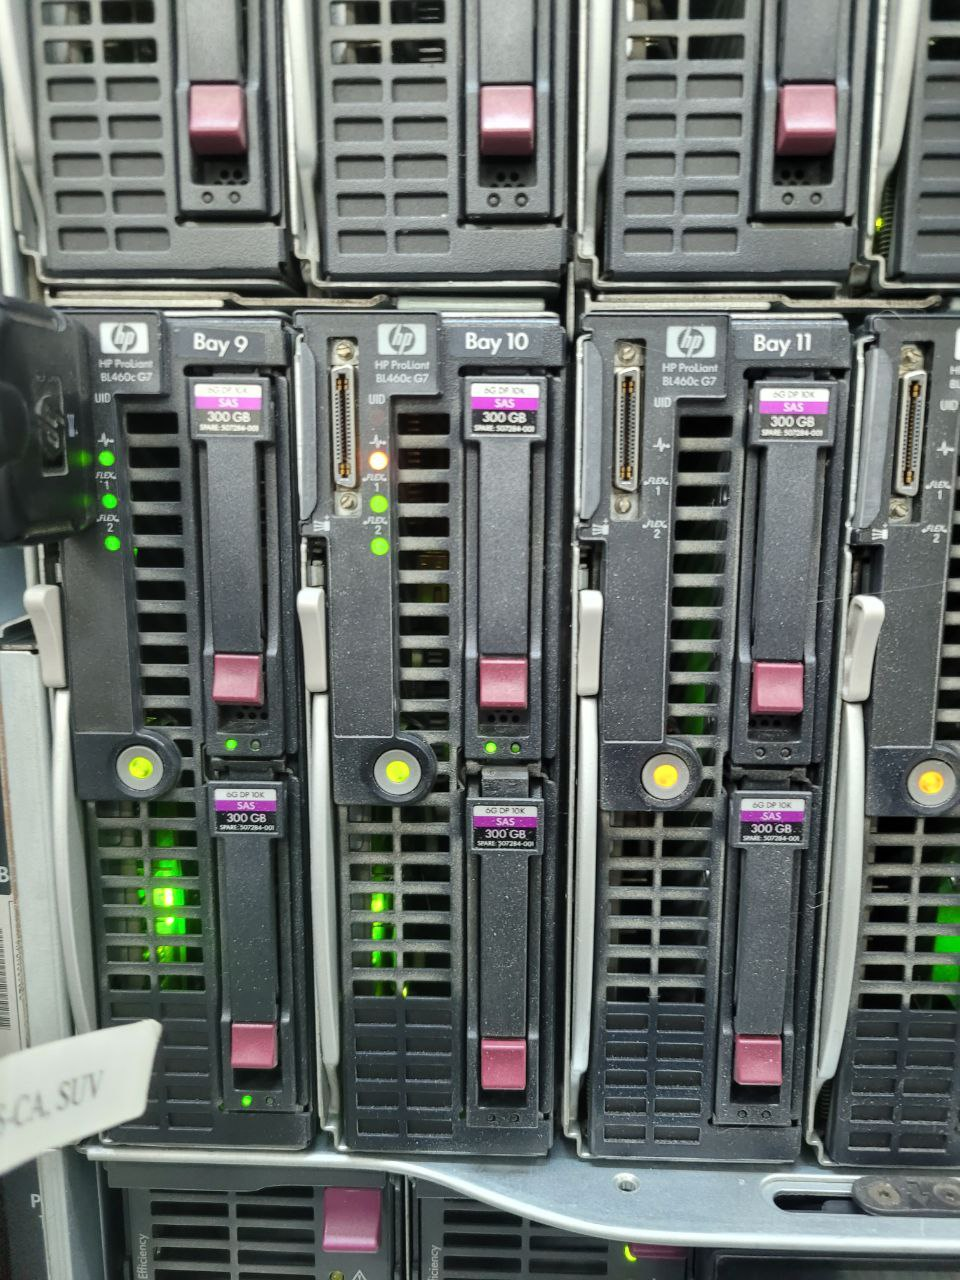 hp
HP ProLiant
BL460c G7
UID
Bay 9
6G DP 10K
SAS
300 GB
SPARE: 507284-001
FLEX
1
FLEX
2
6G DP 10K
SAS
300 GB
SPARE: 507284-001
hp
HP ProLiant
BL460c G7
UID
Bay 10
6G DP 10K
SAS
300 GB
SPARE: 507284-001
FLEX
1
FLEX
2
6G DP 10K
SAS
300 GB
SPARE: 507284-001
hp
HP ProLiant
BL460c G7
UID
Bay 11
6G DP 10K
SAS
300 GB
SPARE: 507284-001
FLEX
1
FLEX
2
6G DP 10K
SAS
300 GB
SPARE: 507284-001
UID
FLEX
1
FLEX
2
S-CA. SUV
Efficiency
Efficiency